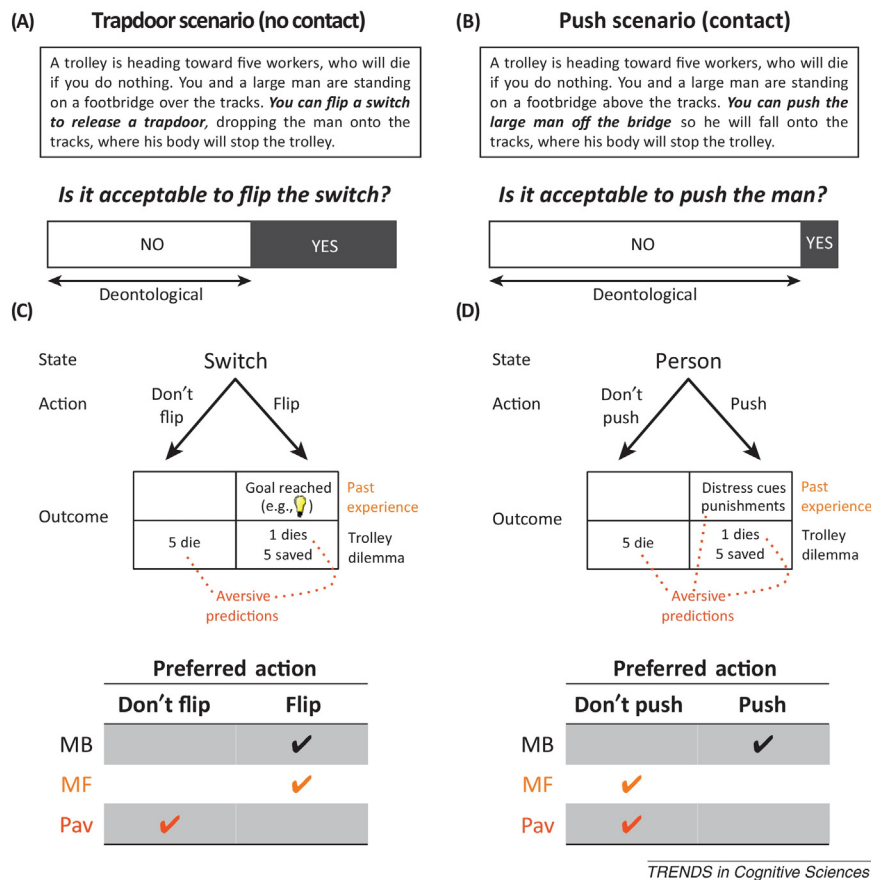 (A) Trapdoor scenario (no contact)
A trolley is heading toward five workers, who will die
if you do nothing. You and a large man are standing
on a footbridge over the tracks. You can flip a switch
to release a trapdoor, dropping the man onto the
tracks, where his body will stop the trolley.
Is it acceptable to flip the switch?
NO YES
Deontological
(B) Push scenario (contact)
A trolley is heading toward five workers, who will die
if you do nothing. You and a large man are standing
on a footbridge above the tracks. You can push the
large man off the bridge so he will fall onto the
tracks, where his body will stop the trolley.
Is it acceptable to push the man?
NO YES
Deontological
(C)
State Switch
Action Don′t
flip
Flip
Outcome
Goal reached
(e.g., )
Past
experience
5 die
1 dies
5 saved
Trolley
dilemma
Aversive
predictions
Preferred action
Don′t flip Flip
MB ✔
MF ✔
Pav ✔
(D)
State Person
Action Don′t
push
Push
Outcome
Distress cues
punishments
Past
experience
5 die
1 dies
5 saved
Trolley
dilemma
Aversive
predictions
Preferred action
Don′t push Push
MB ✔
MF ✔
Pav ✔
TRENDS in Cognitive Sciences